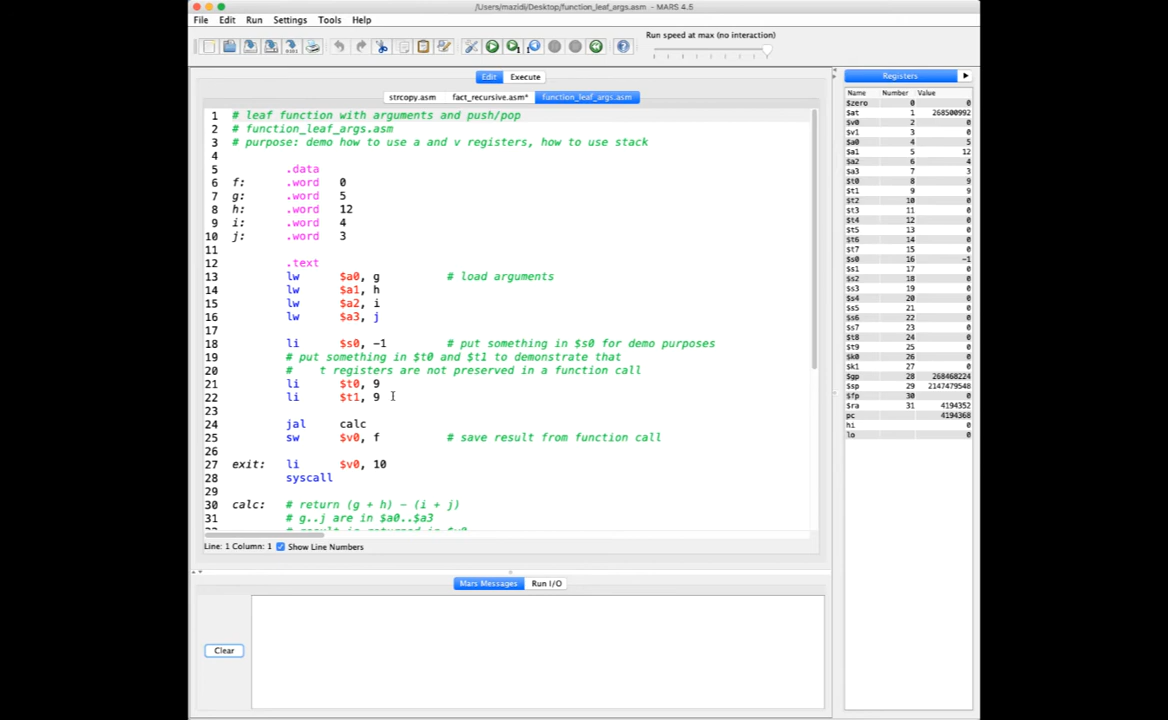 /Users/mazidi/Desktop/function_leaf_args.asm - MARS 4.5
File Edit Run Settings Tools Help
Run speed at max (no interaction)
Edit Execute
strcopy.asm fact_recursive.asm* function_leaf_args.asm
1 # leaf function with arguments and push/pop
2 # function_leaf_args.asm
3 # purpose: demo how to use a and v registers, how to use stack
4
5 .data
6 f: .word 0
7 g: .word 5
8 h: .word 12
9 i: .word 4
10 j: .word 3
11
12 .text
13 lw $a0, g # load arguments
14 lw $a1, h
15 lw $a2, i
16 lw $a3, j
17
18 li $s0, -1 # put something in $s0 for demo purposes
19 # put something in $t0 and $t1 to demonstrate that
20 # t registers are not preserved in a function call
21 li $t0, 9
22 li $t1, 9
23
24 jal calc
25 sw $v0, f # save result from function call
26
27 exit: li $v0, 10
28 syscall
29
30 calc: # return (g + h) - (i + j)
31 # g..j are in $a0..$a3
Line: 1 Column: 1 Show Line Numbers
Mars Messages Run I/O
Clear
Registers
Name Number Value
$zero 0 0
$at 1 268500992
$v0 2 0
$v1 3 0
$a0 4 5
$a1 5 12
$a2 6 4
$a3 7 3
$t0 8 9
$t1 9 9
$t2 10 0
$t3 11 0
$t4 12 0
$t5 13 0
$t6 14 0
$t7 15 0
$s0 16 -1
$s1 17 0
$s2 18 0
$s3 19 0
$s4 20 0
$s5 21 0
$s6 22 0
$s7 23 0
$t8 24 0
$t9 25 0
$k0 26 0
$k1 27 0
$gp 28 268468224
$sp 29 2147479548
$fp 30 0
$ra 31 4194352
pc 4194368
hi 0
lo 0